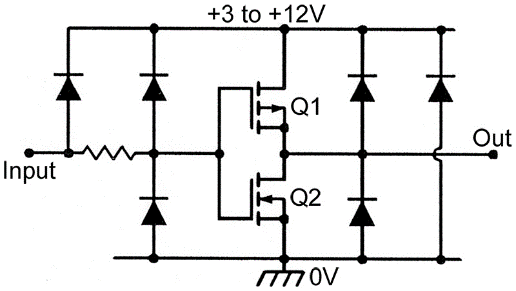 +3 to +12V
Q1
Input
Out
Q2
0V